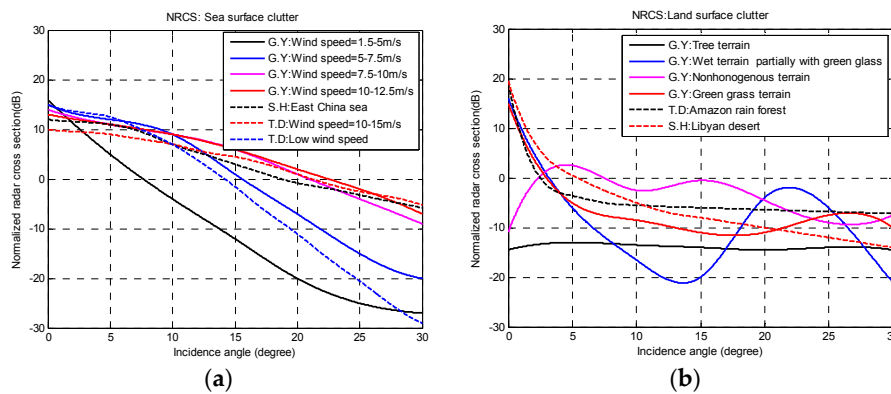 NRCS: Sea surface clutter
30
20
10
0
-10
-20
-30
Normalized radar cross section(dB)
0 5 10 15 20 25 30
Incidence angle (degree)
G.Y:Wind speed=1.5-5m/s
G.Y:Wind speed=5-7.5m/s
G.Y:Wind speed=7.5-10m/s
G.Y:Wind speed=10-12.5m/s
S.H:East China sea
T.D:Wind speed=10-15m/s
T.D:Low wind speed
(a)
NRCS:Land surface clutter
30
20
10
0
-10
-20
-30
Normalized radar cross section(dB)
0 5 10 15 20 25 30
Incidence angle (degree)
G.Y:Tree terrain
G.Y:Wet terrain partially with green glass
G.Y:Nonhonogenous terrain
G.Y:Green grass terrain
T.D:Amazon rain forest
S.H:Libyan desert
(b)